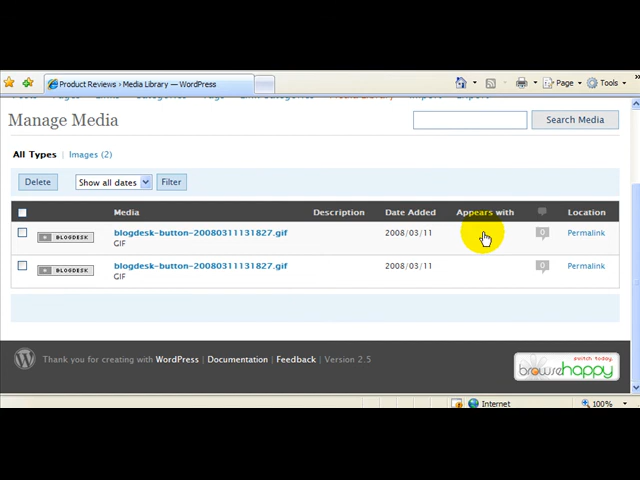 Product Reviews › Media Library — WordPress
Page
Tools
Manage Media
Search Media
All Types | Images (2)
Delete
Show all dates
Filter
Media Description Date Added Appears with Location
BLOGDESK blogdesk-button-20080311131827.gif 2008/03/11 0 Permalink
GIF
BLOGDESK blogdesk-button-20080311131827.gif 2008/03/11 0 Permalink
GIF
Thank you for creating with WordPress | Documentation | Feedback | Version 2.5
switch today.
browsehappy
Internet
100%